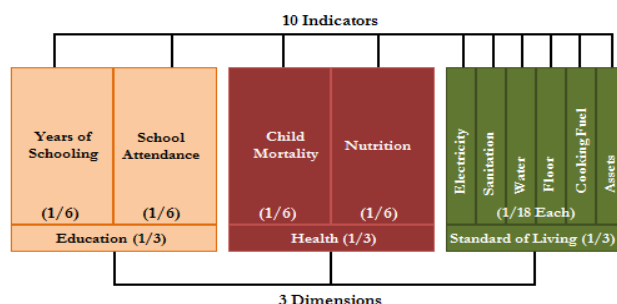 10 Indicators
Years of
Schooling
(1/6)
School
Attendance
(1/6)
Education (1/3)
Child
Mortality
(1/6)
Nutrition
(1/6)
Health (1/3)
Electricity
Sanitation
Water
Floor
Cooking Fuel
Assets
(1/18 Each)
Standard of Living (1/3)
3 Dimensions